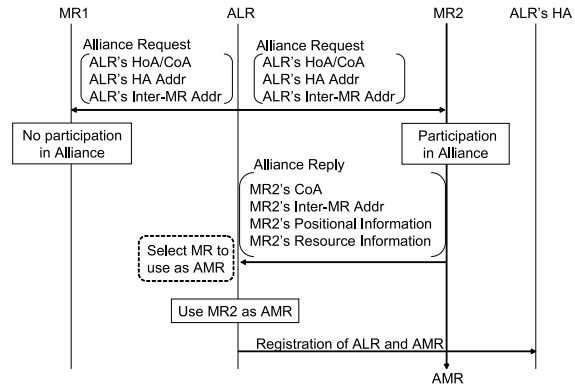 MR1 ALR MR2 ALR's HA
Alliance Request Alliance Request
ALR's HoA/CoA ALR's HoA/CoA
ALR's HA Addr ALR's HA Addr
ALR's Inter-MR Addr ALR's Inter-MR Addr
No participation
in Alliance
Participation
in Alliance
Alliance Reply
MR2's CoA
MR2's Inter-MR Addr
MR2's Positional Information
MR2's Resource Information
Select MR to
use as AMR
Use MR2 as AMR
Registration of ALR and AMR
AMR